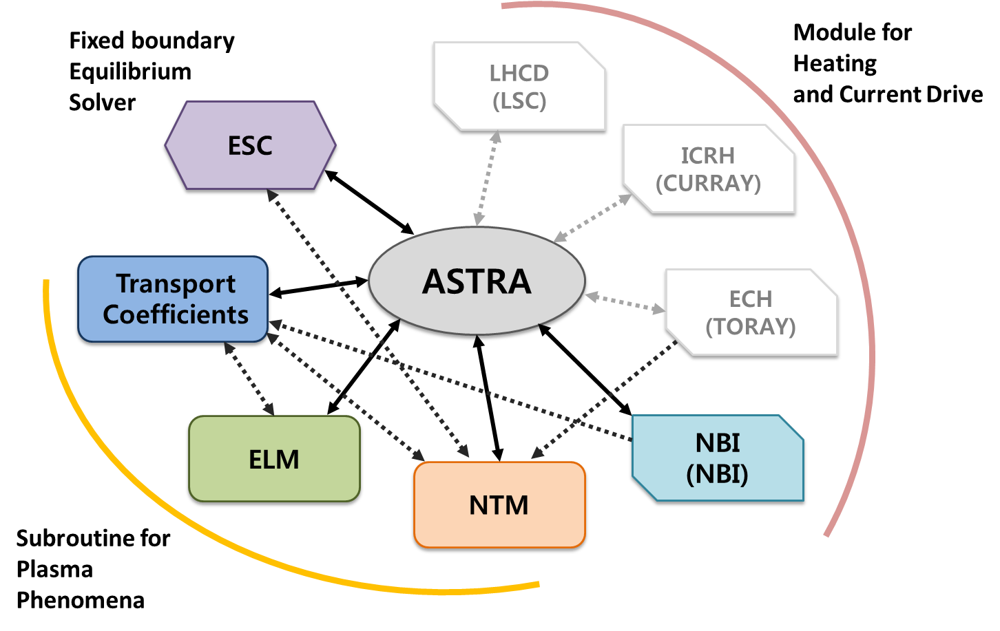 Fixed boundary
Equilibrium
Solver
Module for
Heating
and Current Drive
LHCD
(LSC)
ESC
ICRH
(CURRAY)
ASTRA
Transport
Coefficients
ECH
(TORAY)
ELM
NTM
NBI
(NBI)
Subroutine for
Plasma
Phenomena